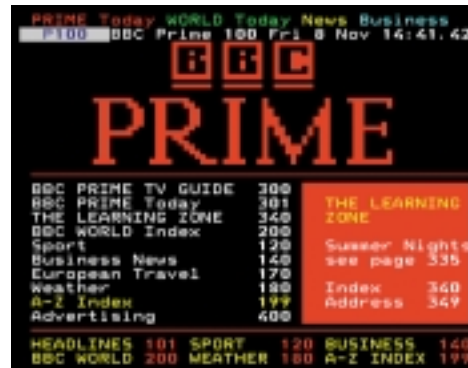 PRIME Today WORLD Today News Business
P100 BBC Prime 100 Fri 8 Nov 14:41.42
BBC
PRIME
BBC PRIME TV GUIDE 300
BBC PRIME Today 301
THE LEARNING ZONE 340
BBC WORLD Index 200
Sport 120
Business News 140
European Travel 170
Weather 180
A-Z Index 199
Advertising 400
THE LEARNING
ZONE
Summer Nights
see page 335
Index 340
Address 349
HEADLINES 101 SPORT 120 BUSINESS 140
BBC WORLD 200 WEATHER 180 A-Z INDEX 199